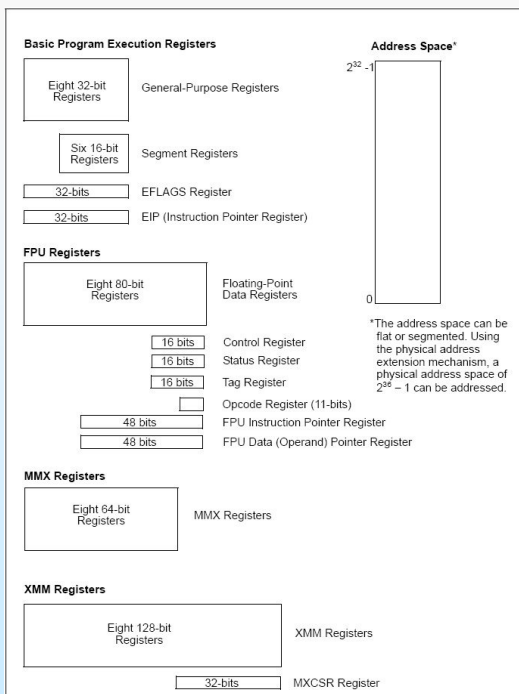 Basic Program Execution Registers
Address Space*
2³² -1
Eight 32-bit
Registers
General-Purpose Registers
Six 16-bit
Registers
Segment Registers
32-bits
EFLAGS Register
32-bits
EIP (Instruction Pointer Register)
FPU Registers
Eight 80-bit
Registers
Floating-Point
Data Registers
0
*The address space can be
flat or segmented. Using
the physical address
extension mechanism, a
physical address space of
2³⁶ – 1 can be addressed.
16 bits
Control Register
16 bits
Status Register
16 bits
Tag Register
Opcode Register (11-bits)
48 bits
FPU Instruction Pointer Register
48 bits
FPU Data (Operand) Pointer Register
MMX Registers
Eight 64-bit
Registers
MMX Registers
XMM Registers
Eight 128-bit
Registers
XMM Registers
32-bits
MXCSR Register